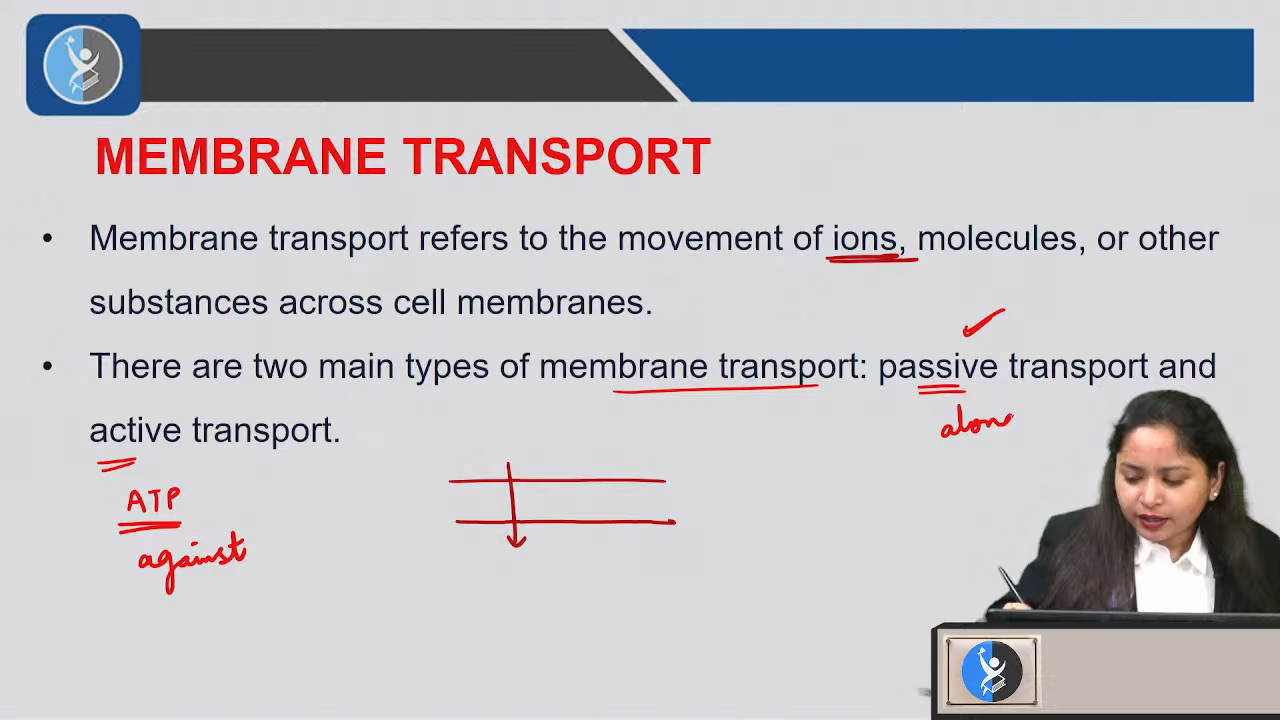 MEMBRANE TRANSPORT
• Membrane transport refers to the movement of ions, molecules, or other
substances across cell membranes.
• There are two main types of membrane transport: passive transport and
active transport.
alon
ATP
against